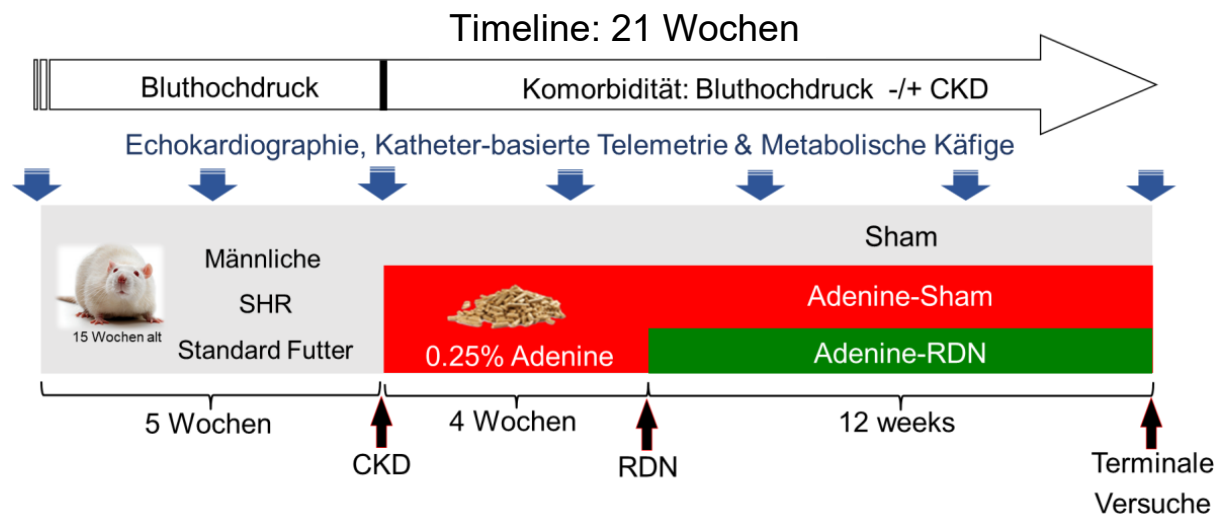 Timeline: 21 Wochen
Bluthochdruck
Komorbidität: Bluthochdruck -/+ CKD
Echokardiographie, Katheter-basierte Telemetrie & Metabolische Käfige
15 Wochen alt
Männliche
SHR
Standard Futter
Sham
Adenine-Sham
0.25% Adenine
Adenine-RDN
5 Wochen
4 Wochen
12 weeks
CKD
RDN
Terminale
Versuche